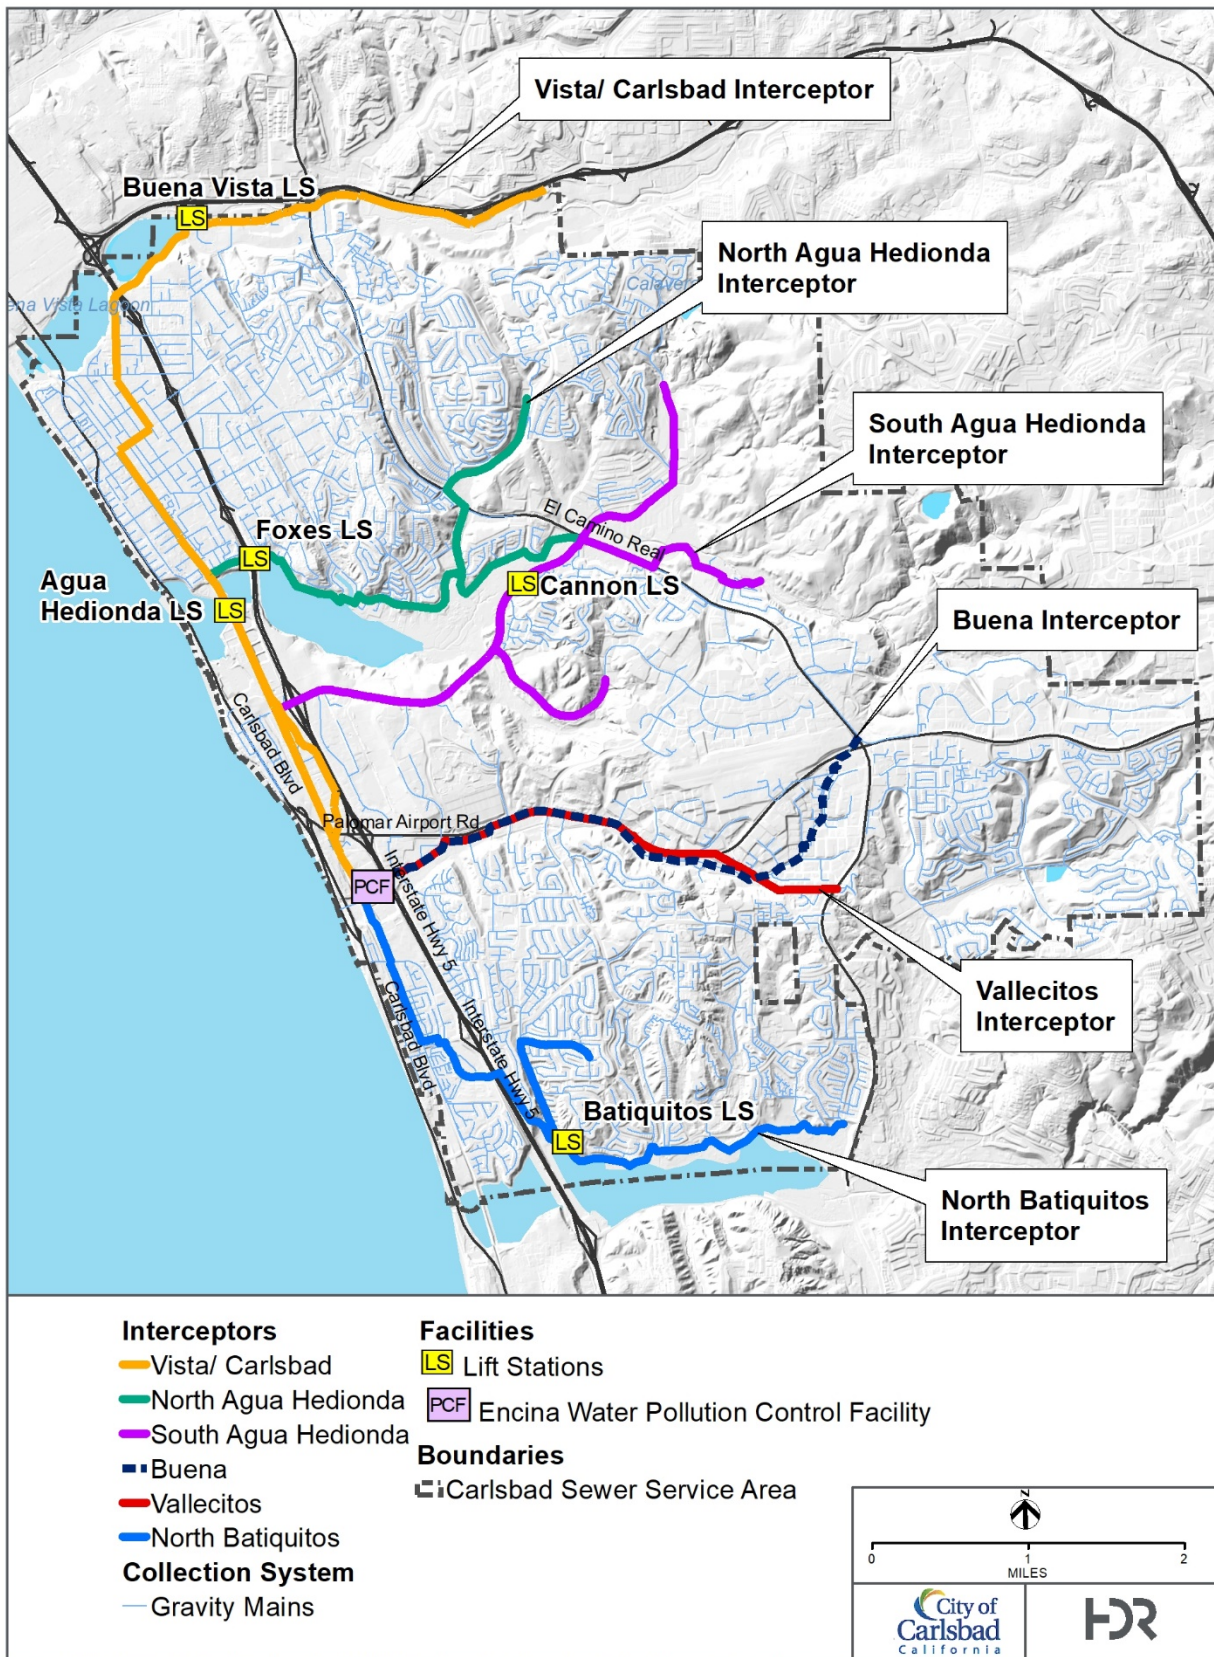 Vista/ Carlsbad Interceptor
Buena Vista LS
LS
North Agua Hedionda
Interceptor
Vista Lagoon
South Agua Hedionda
Interceptor
El Camino Real
Foxes LS
LS
Agua
Hedionda LS
LS
LS
Cannon LS
Buena Interceptor
Carlsbad Blvd
Palomar Airport Rd
PCF
Interstate Hwy 5
Vallecitos
Interceptor
Carlsbad Blvd
Interstate Hwy 5
Batiquitos LS
LS
North Batiquitos
Interceptor
Interceptors
Vista/ Carlsbad
North Agua Hedionda
South Agua Hedionda
Buena
Vallecitos
North Batiquitos
Collection System
Gravity Mains
Facilities
LS Lift Stations
PCF Encina Water Pollution Control Facility
Boundaries
Carlsbad Sewer Service Area
N
0 1 2
MILES
City of
Carlsbad
California
HDR